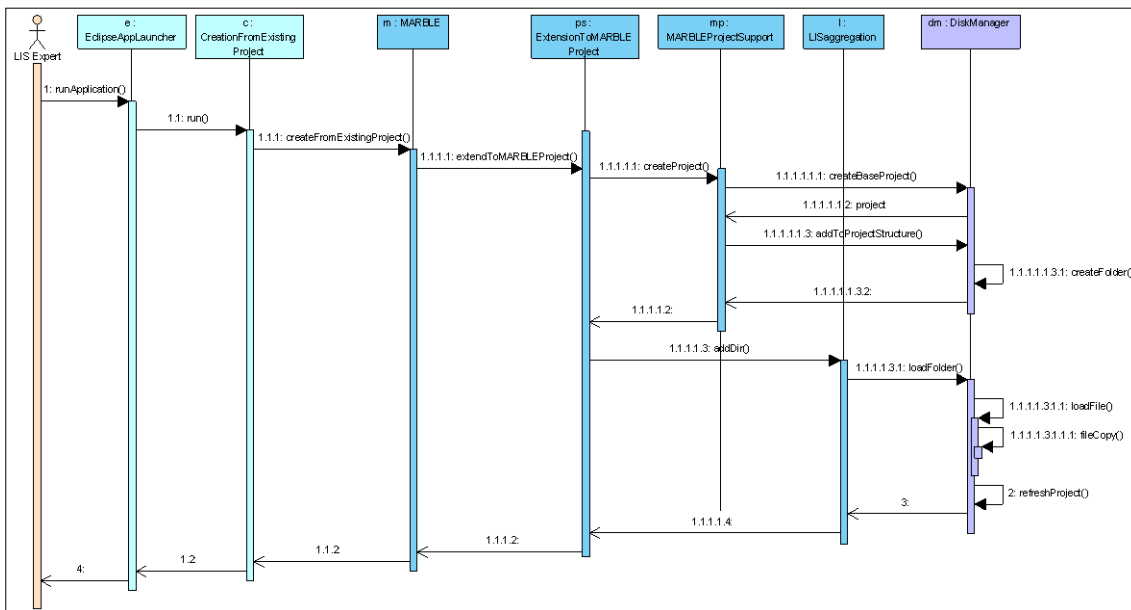 e :
EclipseAppLauncher
c :
CreationFromExisting
Project
m : MARBLE
ps :
ExtensionToMARBLE
Project
mp :
MARBLEProjectSupport
l :
LISaggregation
dm : DiskManager
LIS Expert
1: runApplication()
1.1: run()
1.1.1: createFromExistingProject()
1.1.1.1: extendToMARBLEProject()
1.1.1.1.1: createProject()
1.1.1.1.1.1: createBaseProject()
1.1.1.1.1.2: project
1.1.1.1.1.3: addToProjectStructure()
1.1.1.1.1.3.1: createFolder()
1.1.1.1.1.3.2:
1.1.1.1.2:
1.1.1.1.3: addDir()
1.1.1.1.3.1: loadFolder()
1.1.1.1.3.1.1: loadFile()
1.1.1.1.3.1.1.1: fileCopy()
2: refreshProject()
3:
1.1.1.1.4:
1.1.1.2:
1.1.2
1.2
4: